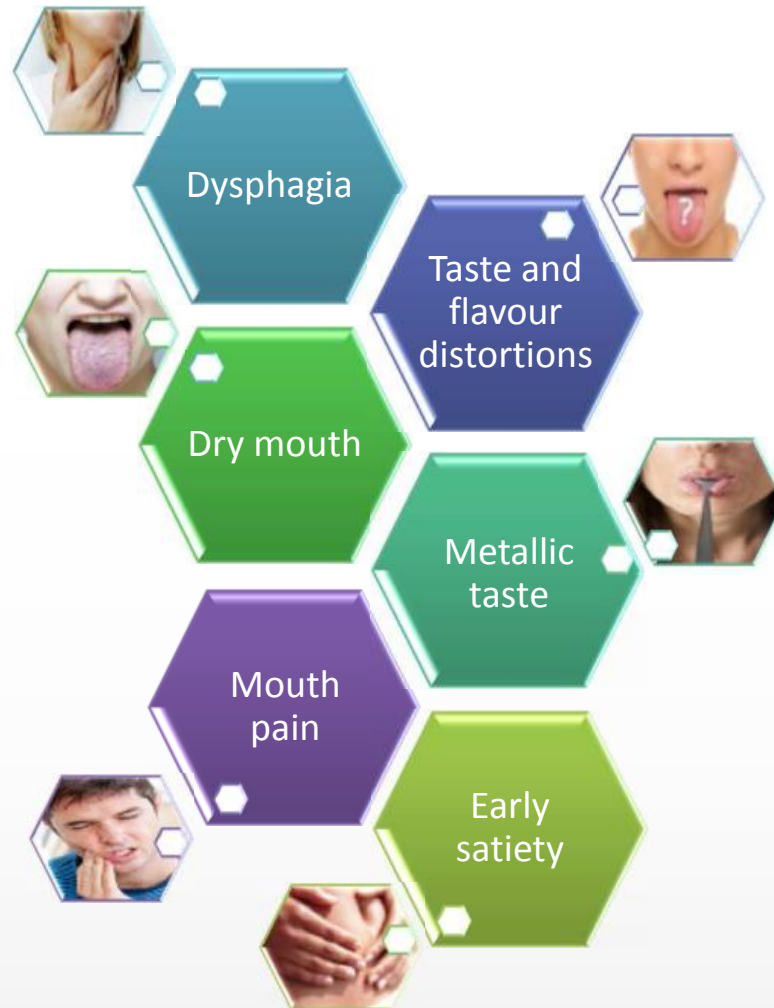 Dysphagia
?
Taste and
flavour
distortions
Dry mouth
Metallic
taste
Mouth
pain
Early
satiety